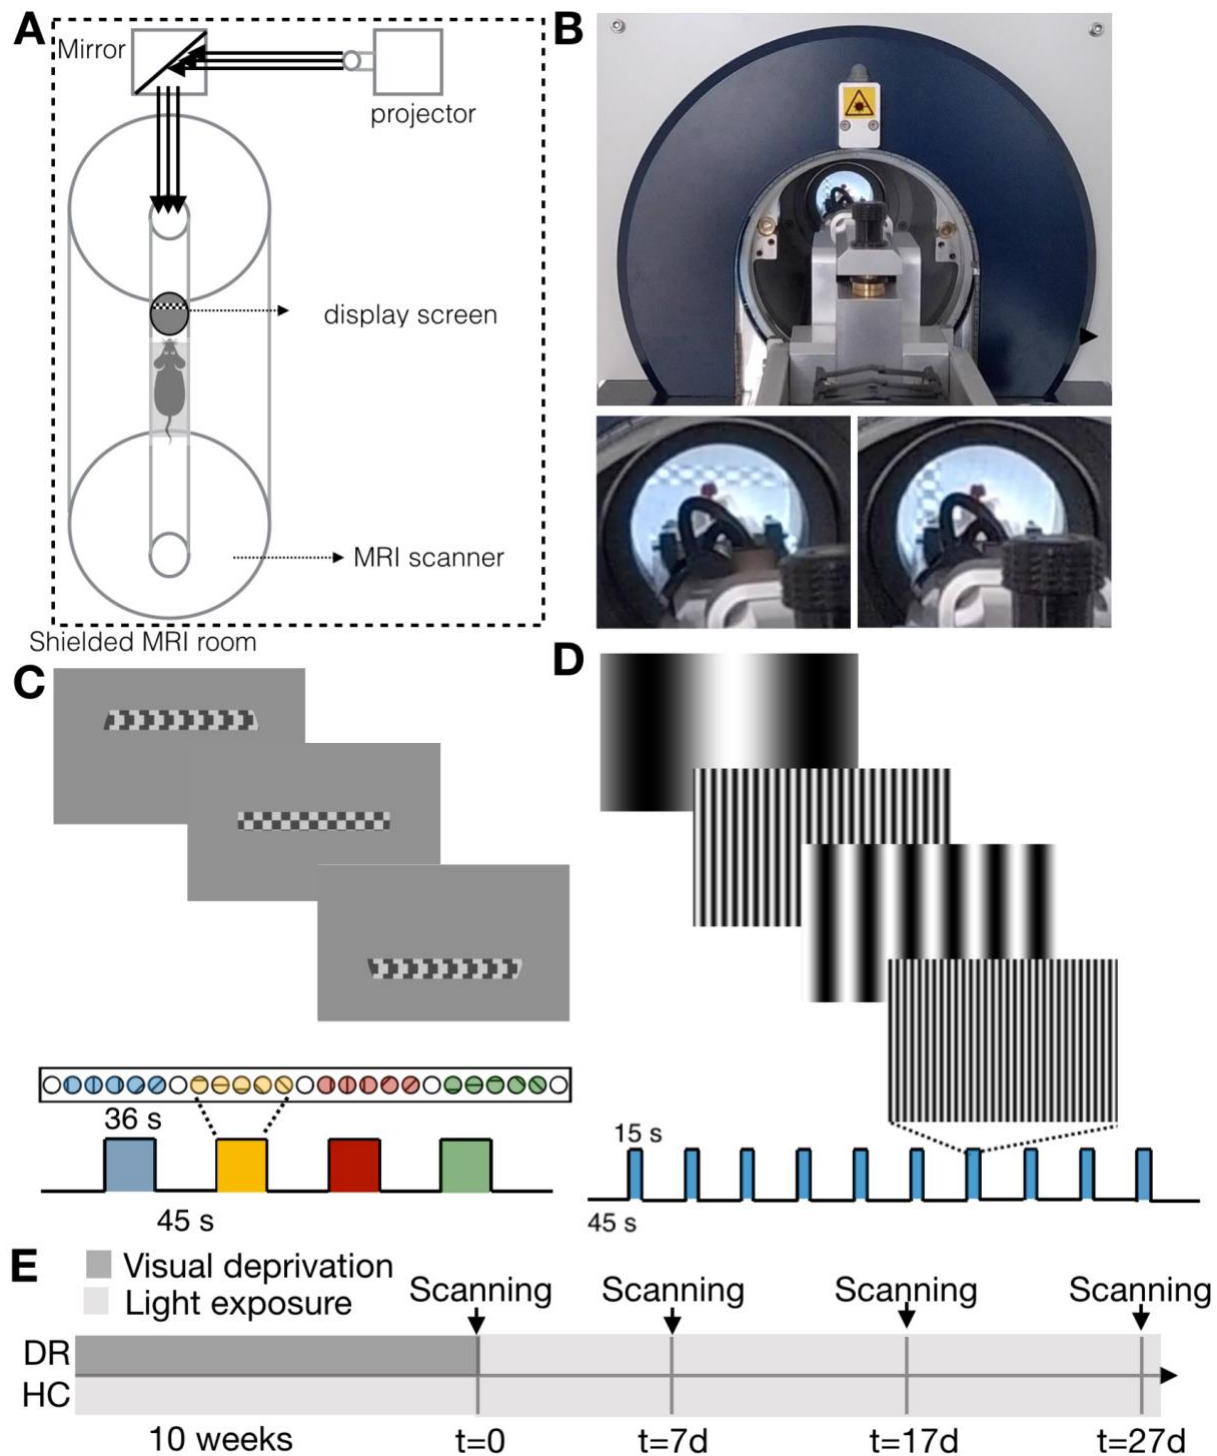 A
Mirror
projector
display screen
MRI scanner
Shielded MRI room
B
C
36 s
45 s
D
15 s
45 s
E
Visual deprivation
Light exposure
Scanning Scanning Scanning Scanning
DR
HC
10 weeks t=0 t=7d t=17d t=27d